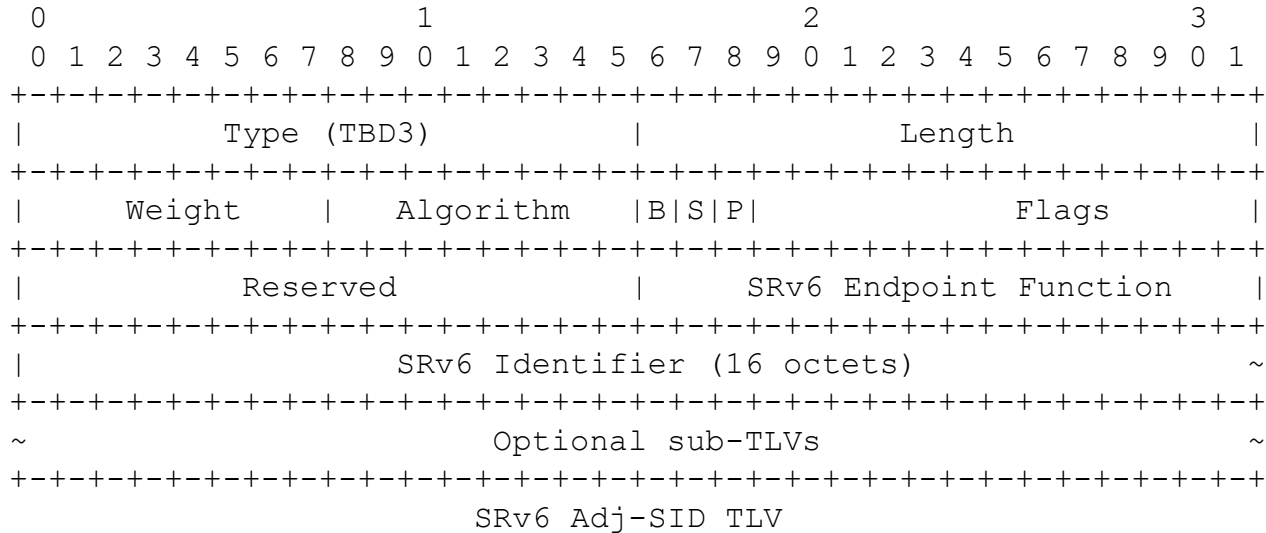 0                   1                   2                   3
 0 1 2 3 4 5 6 7 8 9 0 1 2 3 4 5 6 7 8 9 0 1 2 3 4 5 6 7 8 9 0 1
+-+-+-+-+-+-+-+-+-+-+-+-+-+-+-+-+-+-+-+-+-+-+-+-+-+-+-+-+-+-+-+-+
|          Type (TBD3)          |             Length            |
+-+-+-+-+-+-+-+-+-+-+-+-+-+-+-+-+-+-+-+-+-+-+-+-+-+-+-+-+-+-+-+-+
|     Weight    |   Algorithm   |B|S|P|             Flags       |
+-+-+-+-+-+-+-+-+-+-+-+-+-+-+-+-+-+-+-+-+-+-+-+-+-+-+-+-+-+-+-+-+
|           Reserved            |     SRv6 Endpoint Function    |
+-+-+-+-+-+-+-+-+-+-+-+-+-+-+-+-+-+-+-+-+-+-+-+-+-+-+-+-+-+-+-+-+
|                   SRv6 Identifier (16 octets)                 ~
+-+-+-+-+-+-+-+-+-+-+-+-+-+-+-+-+-+-+-+-+-+-+-+-+-+-+-+-+-+-+-+-+
~                        Optional sub-TLVs                      ~
+-+-+-+-+-+-+-+-+-+-+-+-+-+-+-+-+-+-+-+-+-+-+-+-+-+-+-+-+-+-+-+-+
                        SRv6 Adj-SID TLV